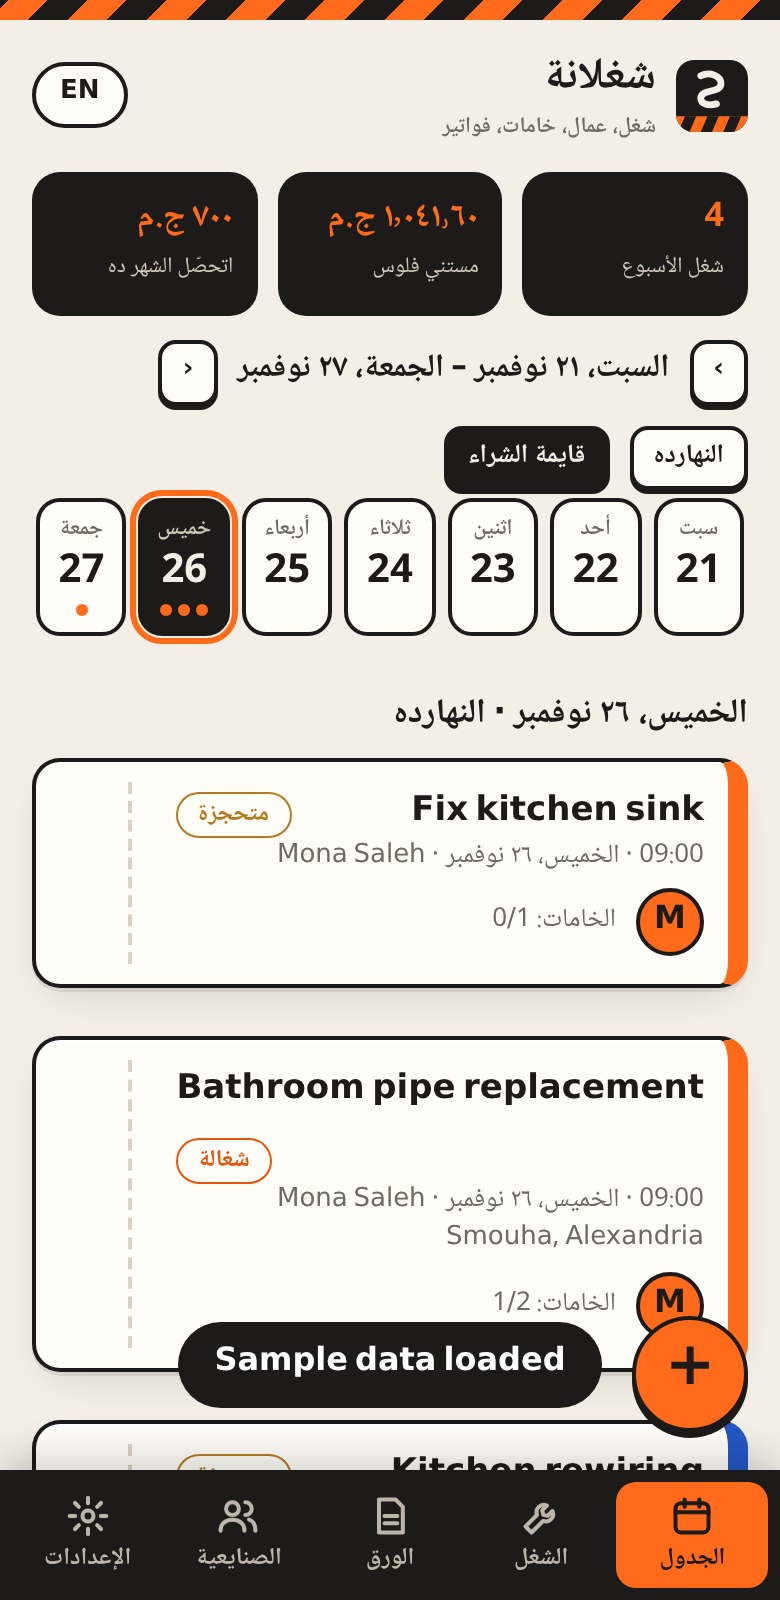 شغلانة
شغل، عمال، خامات، فواتير
EN
4
شغل الأسبوع
١٬٠٤١٫٦٠ ج.م
مستني فلوس
٧٠٠ ج.م
اتحصّل الشهر ده
السبت، ٢١ نوفمبر – الجمعة، ٢٧ نوفمبر
النهارده
قايمة الشراء
سبت
21
أحد
22
اثنين
23
ثلاثاء
24
أربعاء
25
خميس
26
جمعة
27
الخميس، ٢٦ نوفمبر · النهارده
Fix kitchen sink
متحجزة
09:00 · الخميس، ٢٦ نوفمبر · Mona Saleh
M
الخامات: 0/1
Bathroom pipe replacement
شغالة
09:00 · الخميس، ٢٦ نوفمبر · Mona Saleh
Smouha, Alexandria
M
الخامات: 1/2
Sample data loaded
+
Kitchen rewiring
الجدول
الشغل
الورق
الصنايعية
الإعدادات